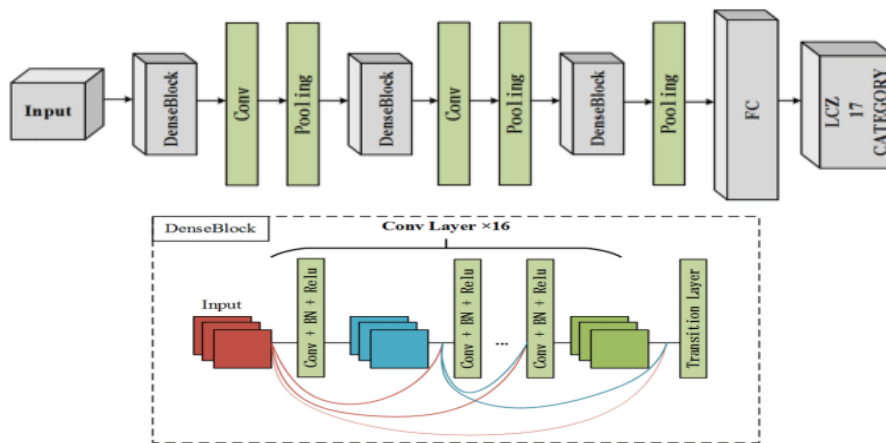 Input
DenseBlock
Conv
Pooling
DenseBlock
Conv
Pooling
DenseBlock
Pooling
FC
LCZ
17
CATEGORY
DenseBlock
Conv Layer ×16
Input
Conv + BN + Relu
Conv + BN + Relu
...
Conv + BN + Relu
Transition Layer